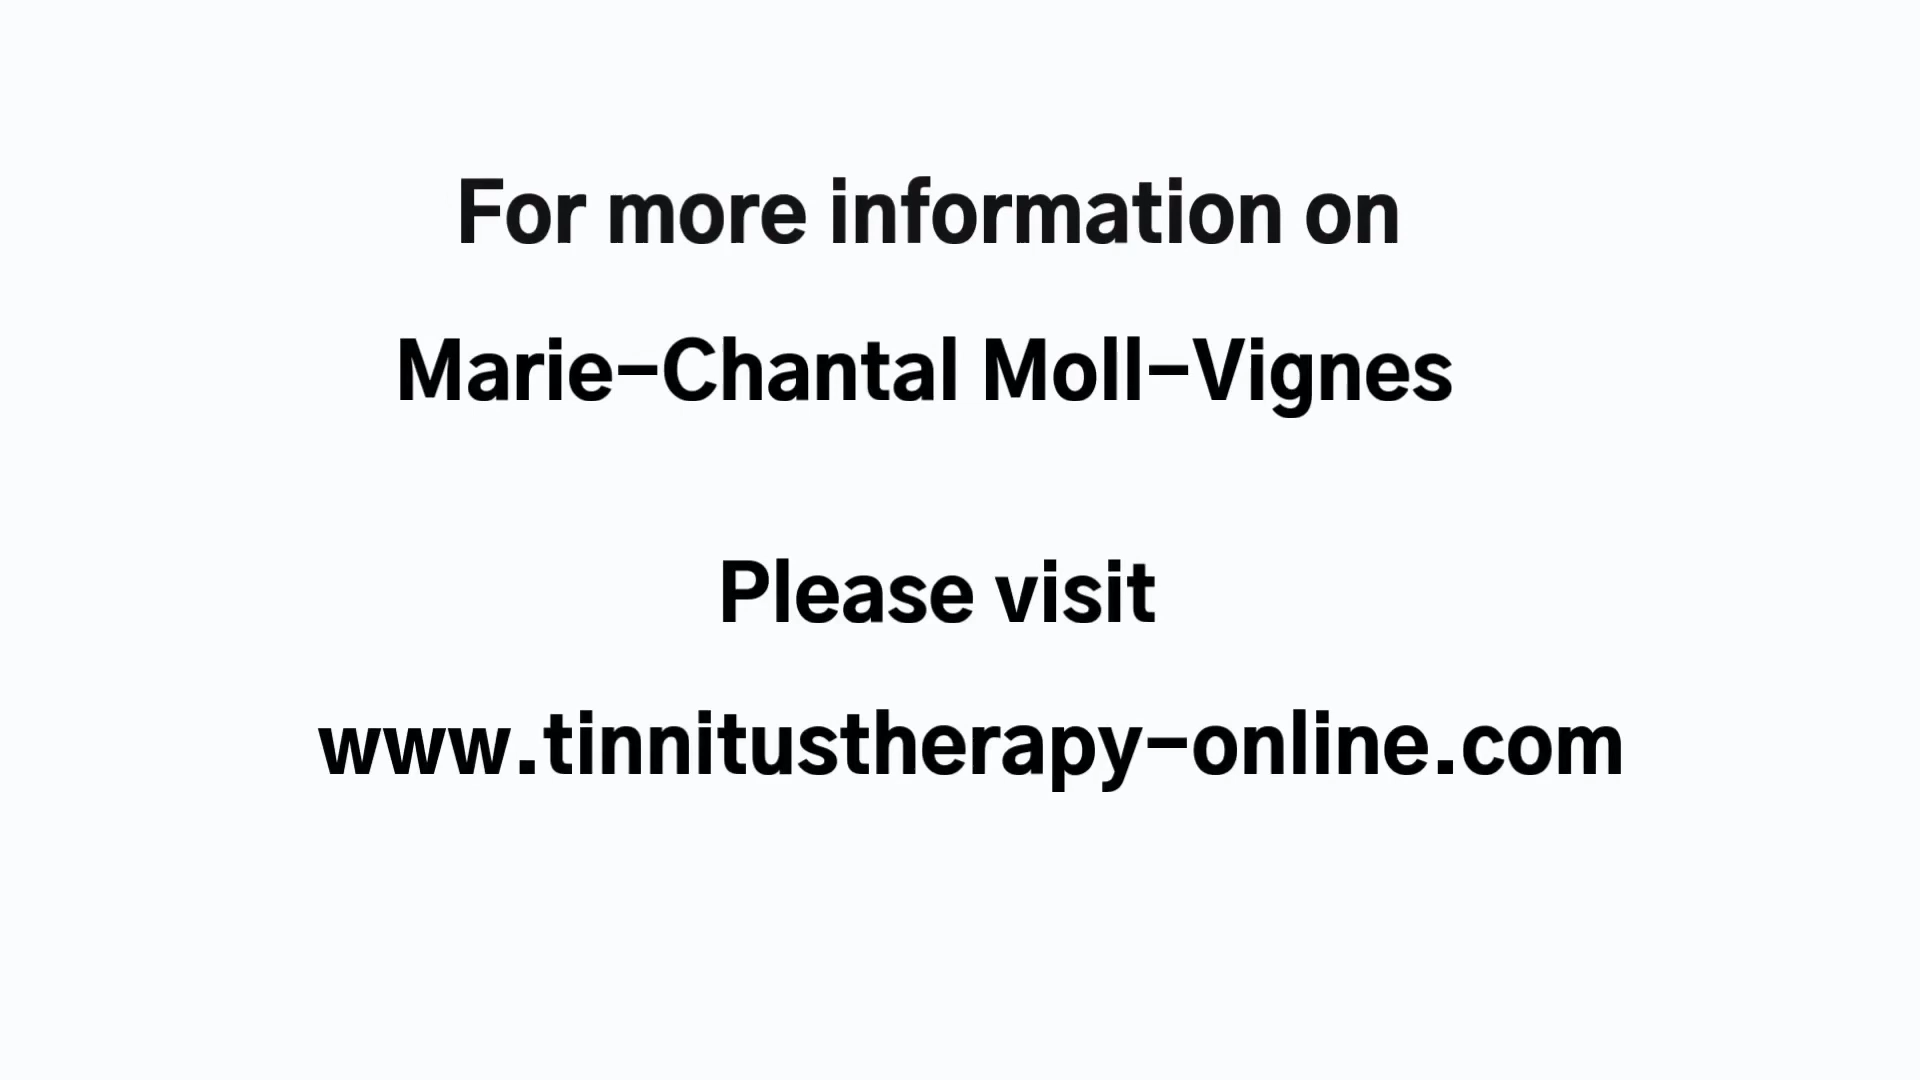 For more information on
Marie-Chantal Moll-Vignes
Please visit
www.tinnitustherapy-online.com